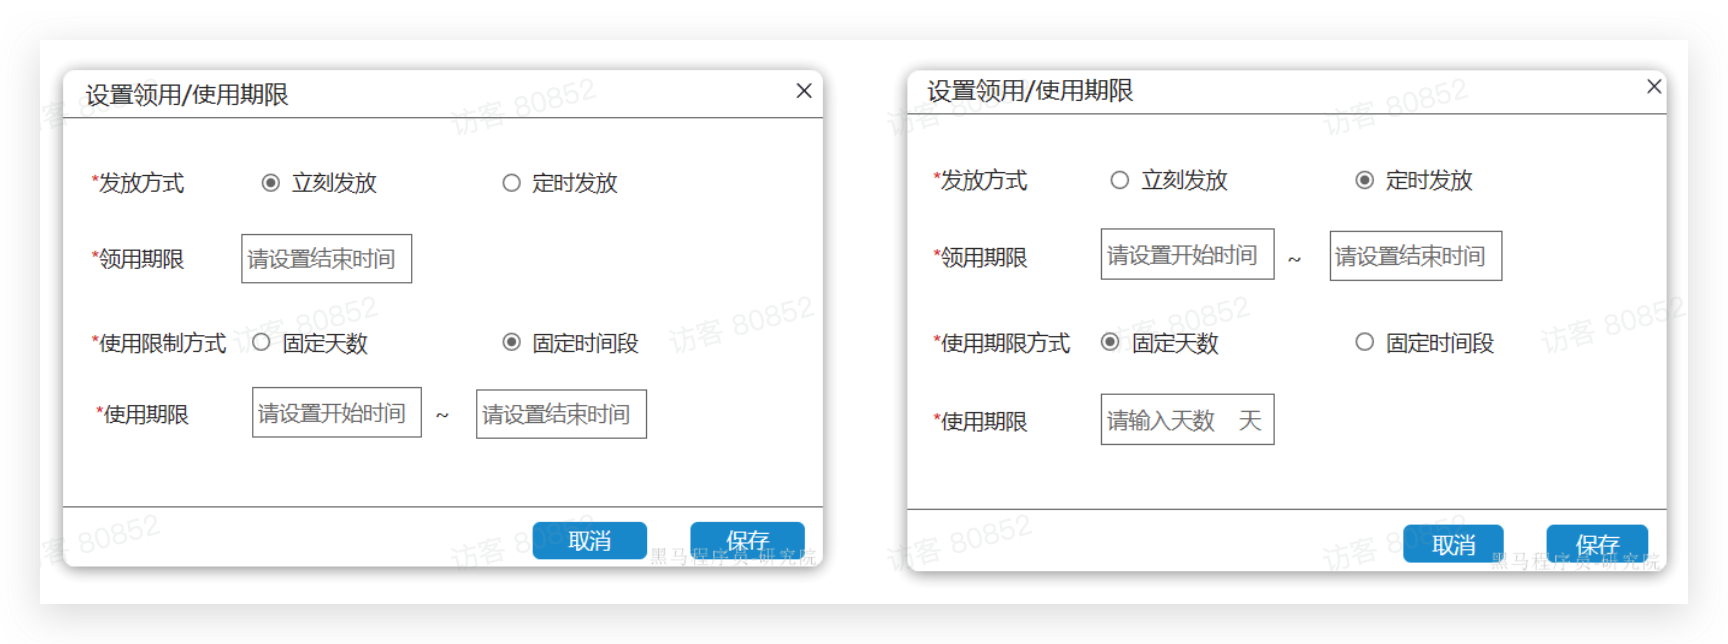 设置领用/使用期限
*发放方式 立刻发放 定时发放
*领用期限 请设置结束时间
*使用限制方式 固定天数 固定时间段
*使用期限 请设置开始时间 ~ 请设置结束时间
取消 保存
黑马程序员-研究院
设置领用/使用期限
*发放方式 立刻发放 定时发放
*领用期限 请设置开始时间 ~ 请设置结束时间
*使用期限方式 固定天数 固定时间段
*使用期限 请输入天数 天
取消 保存
黑马程序员-研究院
访客 80852
访客 80852
访客 80852
访客 80852
访客 80852
访客 80852
访客 80852
访客 80852
访客 80852
访客 80852
客 80852
客 80852